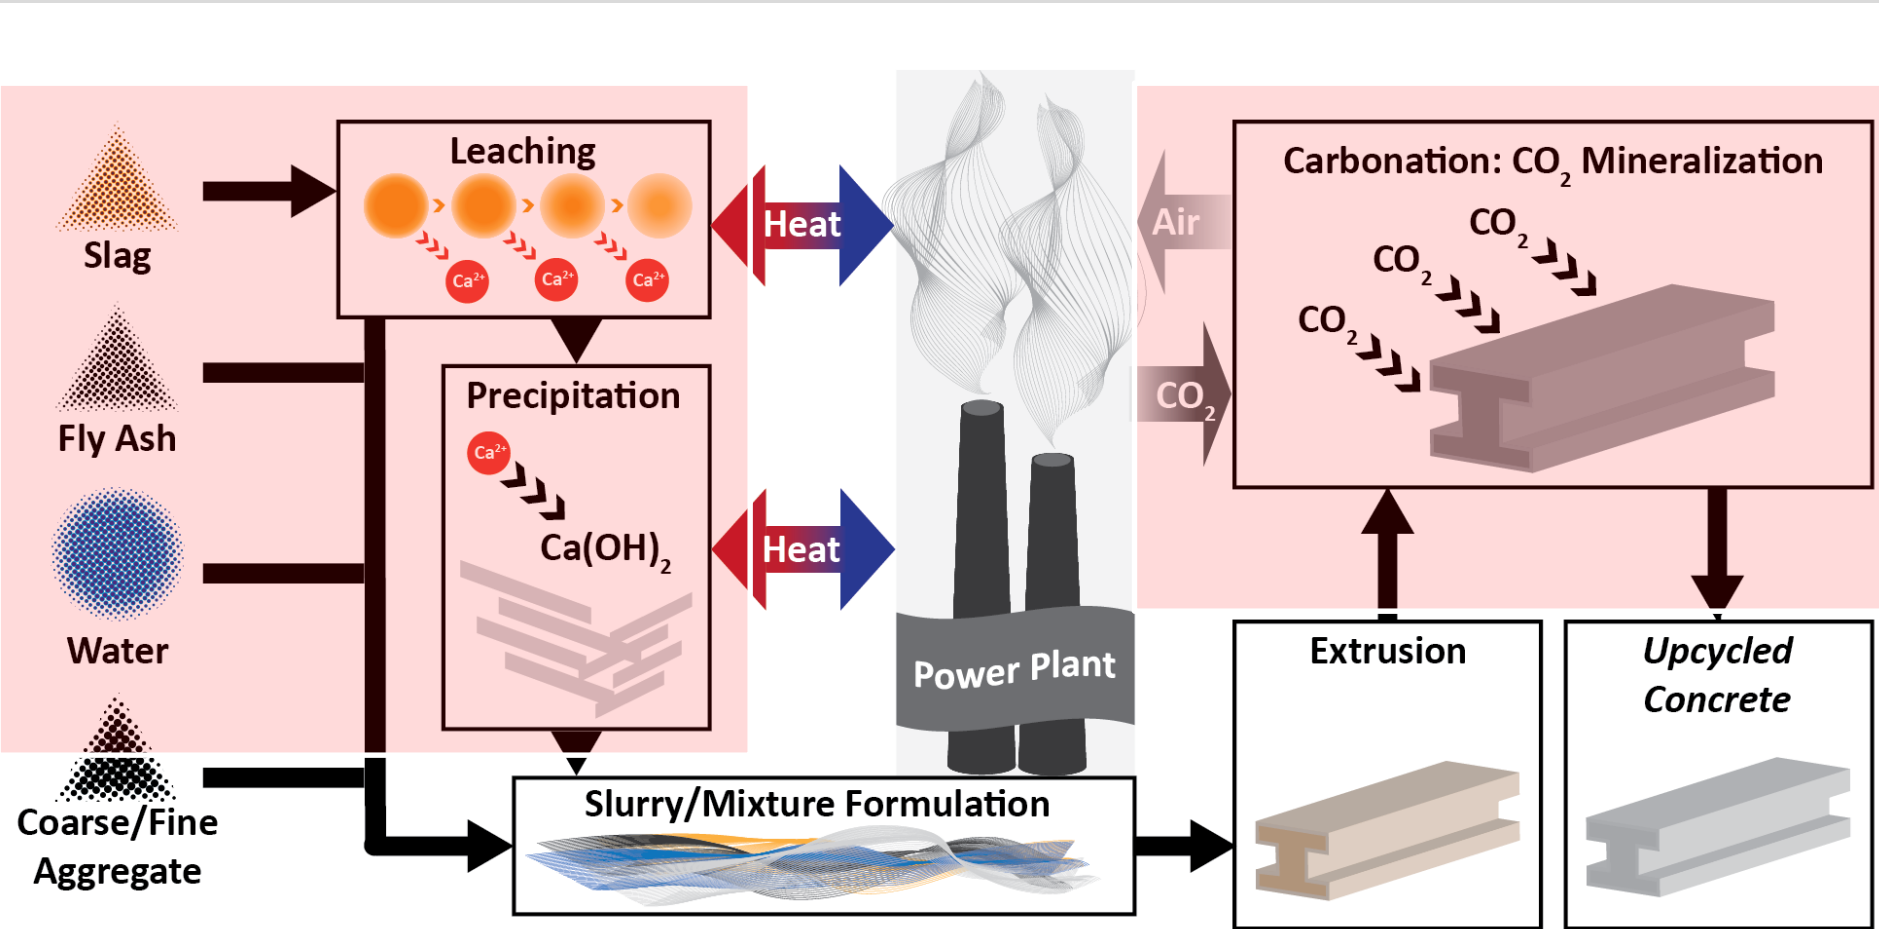 Slag
Fly Ash
Water
Coarse/Fine
Aggregate
Leaching
Ca²⁺
Ca²⁺
Ca²⁺
Precipitation
Ca²⁺
Ca(OH)₂
Heat
Heat
Power Plant
Slurry/Mixture Formulation
Air
CO₂
Carbonation: CO₂ Mineralization
CO₂
CO₂
CO₂
Extrusion
Upcycled
Concrete